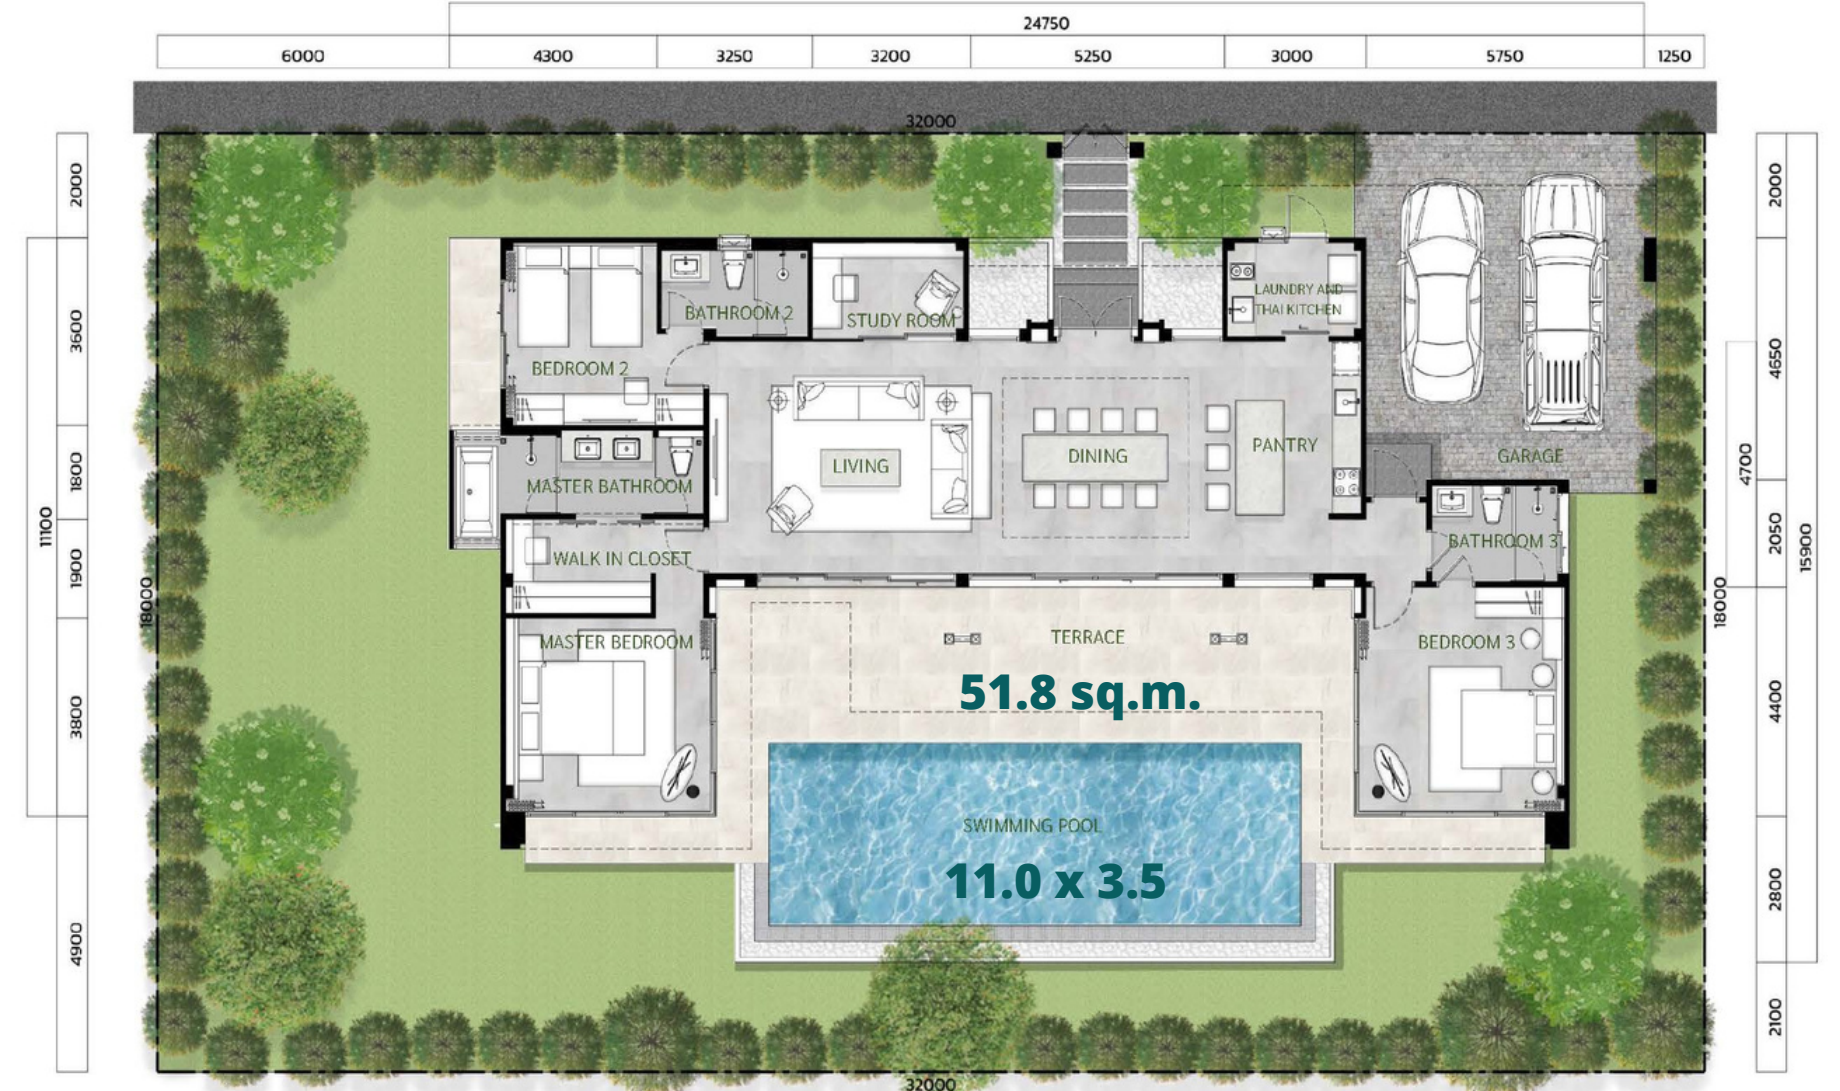 24750
6000
4300
3250
3200
5250
3000
5750
1250
32000
2000
3600
1800
1900
3800
4900
11100
18000
2000
4650
2050
4400
2800
2100
4700
15900
18000
BATHROOM 2
STUDY ROOM
LAUNDRY AND
THAI KITCHEN
BEDROOM 2
LIVING
DINING
PANTRY
GARAGE
MASTER BATHROOM
WALK IN CLOSET
BATHROOM 3
MASTER BEDROOM
TERRACE
BEDROOM 3
51.8 sq.m.
SWIMMING POOL
11.0 x 3.5
32000